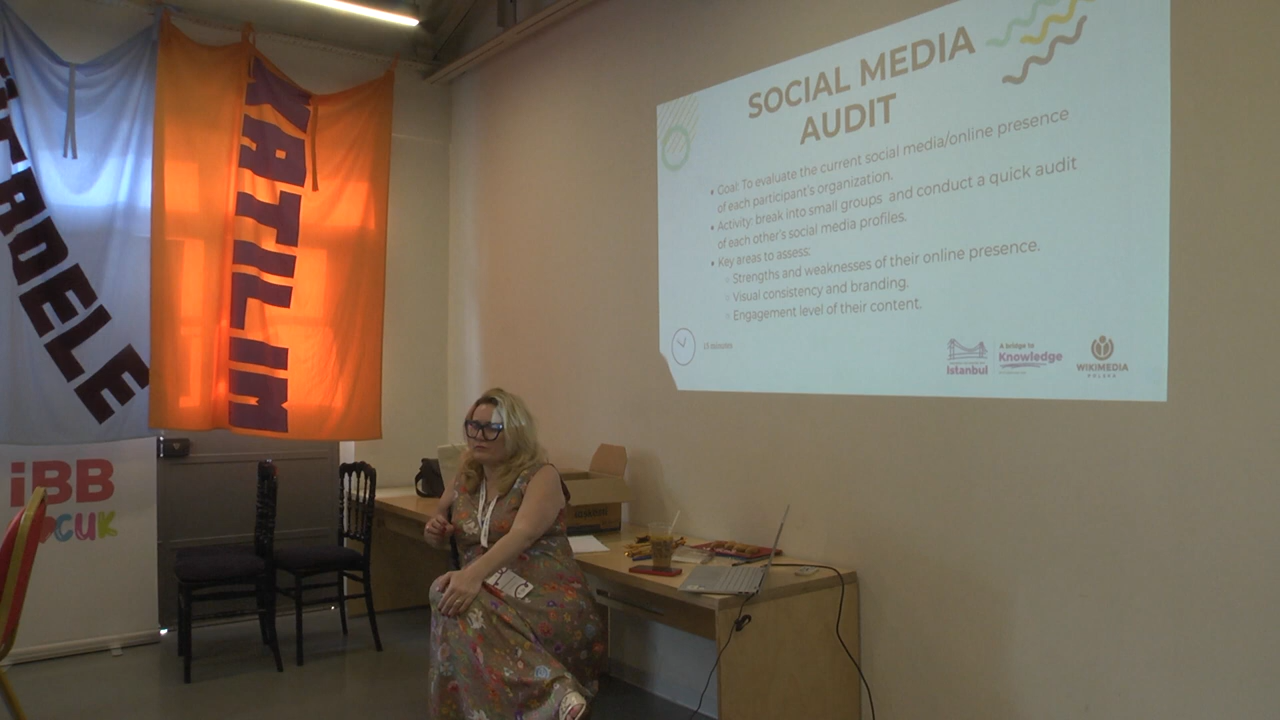 KATILIM
iBB
SOCIAL MEDIA
AUDIT
• Goal: To evaluate the current social media/online presence
of each participant's organization.
• Activity: break into small groups and conduct a quick audit
of each other's social media profiles.
• Key areas to assess:
Strengths and weaknesses of their online presence.
Visual consistency and branding.
Engagement level of their content.
15 minutes
Istanbul
A bridge to
Knowledge
WIKIMEDIA
POLSKA